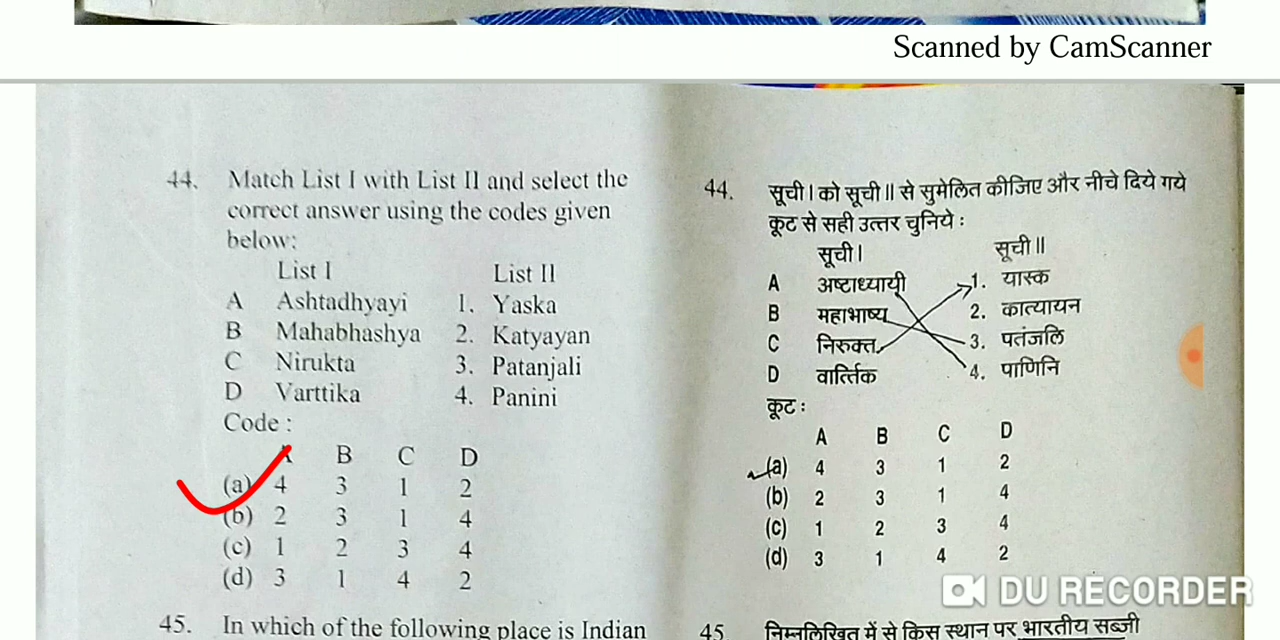 Scanned by CamScanner
44. Match List I with List II and select the
correct answer using the codes given
below:
List I List II
A Ashtadhyayi 1. Yaska
B Mahabhashya 2. Katyayan
C Nirukta 3. Patanjali
D Varttika 4. Panini
Code :
A B C D
(a) 4 3 1 2
(b) 2 3 1 4
(c) 1 2 3 4
(d) 3 1 4 2
45. In which of the following place is Indian
44. सूची I को सूची II से सुमेलित कीजिए और नीचे दिये गये
कूट से सही उत्तर चुनिये :
सूची I सूची II
A अष्टाध्यायी 1. यास्क
B महाभाष्य 2. कात्यायन
C निरुक्त 3. पतंजलि
D वार्त्तिक 4. पाणिनि
कूट :
A B C D
(a) 4 3 1 2
(b) 2 3 1 4
(c) 1 2 3 4
(d) 3 1 4 2
45. निम्नलिखित में से किस स्थान पर भारतीय सब्जी
DU RECORDER